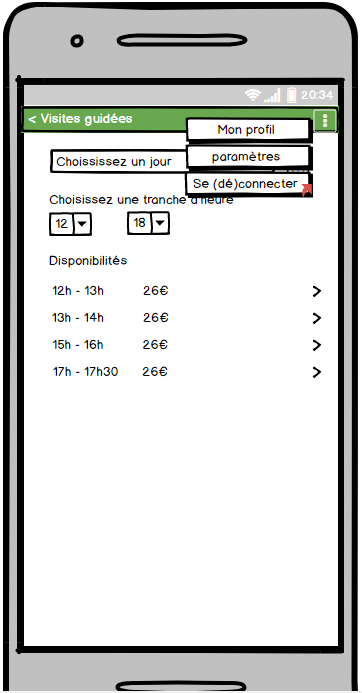 20:34
< Visites guidées
Mon profil
paramètres
Se (dé)connecter
Choississez un jour
Choisissez une tranche d'heure
12 18
Disponibilités
12h - 13h 26€ >
13h - 14h 26€ >
15h - 16h 26€ >
17h - 17h30 26€ >